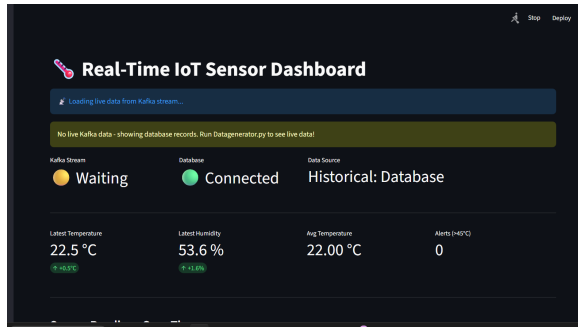 Stop Deploy
Real-Time IoT Sensor Dashboard
Loading live data from Kafka stream...
No live Kafka data - showing database records. Run Datagenerator.py to see live data!
Kafka Stream Database Data Source
Waiting Connected Historical: Database
Latest Temperature Latest Humidity Avg Temperature Alerts (>45°C)
22.5 °C 53.6 % 22.00 °C 0
↑ +0.5°C ↑ +1.6%